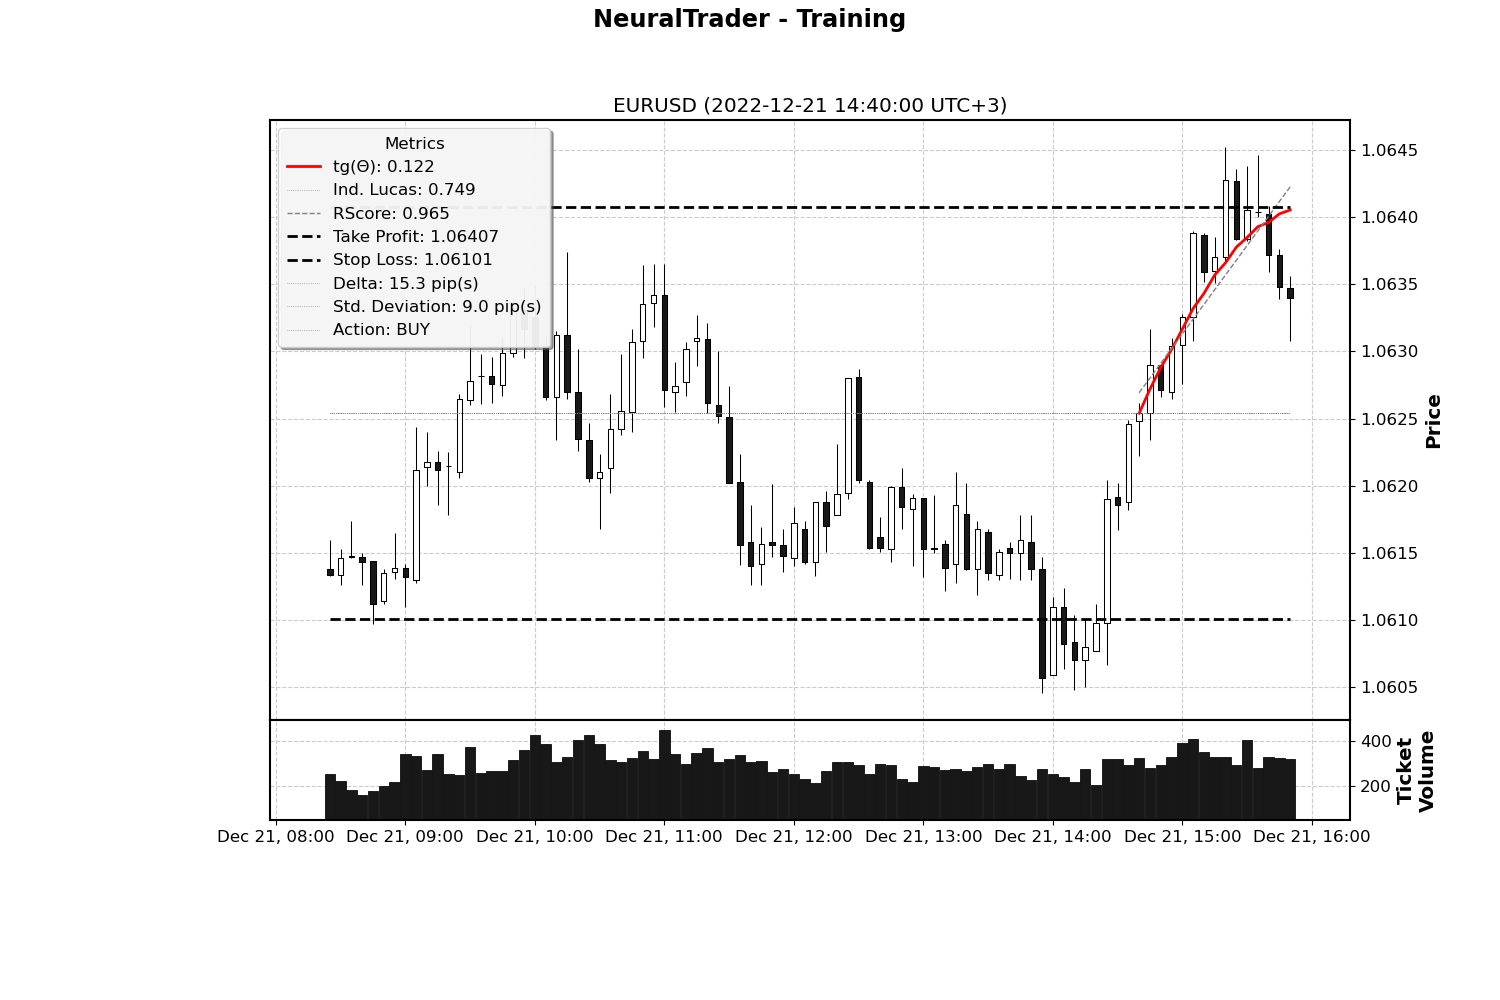 NeuralTrader - Training
EURUSD (2022-12-21 14:40:00 UTC+3)
Metrics
tg(Θ): 0.122
Ind. Lucas: 0.749
RScore: 0.965
Take Profit: 1.06407
Stop Loss: 1.06101
Delta: 15.3 pip(s)
Std. Deviation: 9.0 pip(s)
Action: BUY
1.0645
1.0640
1.0635
1.0630
1.0625
1.0620
1.0615
1.0610
1.0605
Price
400
200
Ticket
Volume
Dec 21, 08:00 Dec 21, 09:00 Dec 21, 10:00 Dec 21, 11:00 Dec 21, 12:00 Dec 21, 13:00 Dec 21, 14:00 Dec 21, 15:00 Dec 21, 16:00